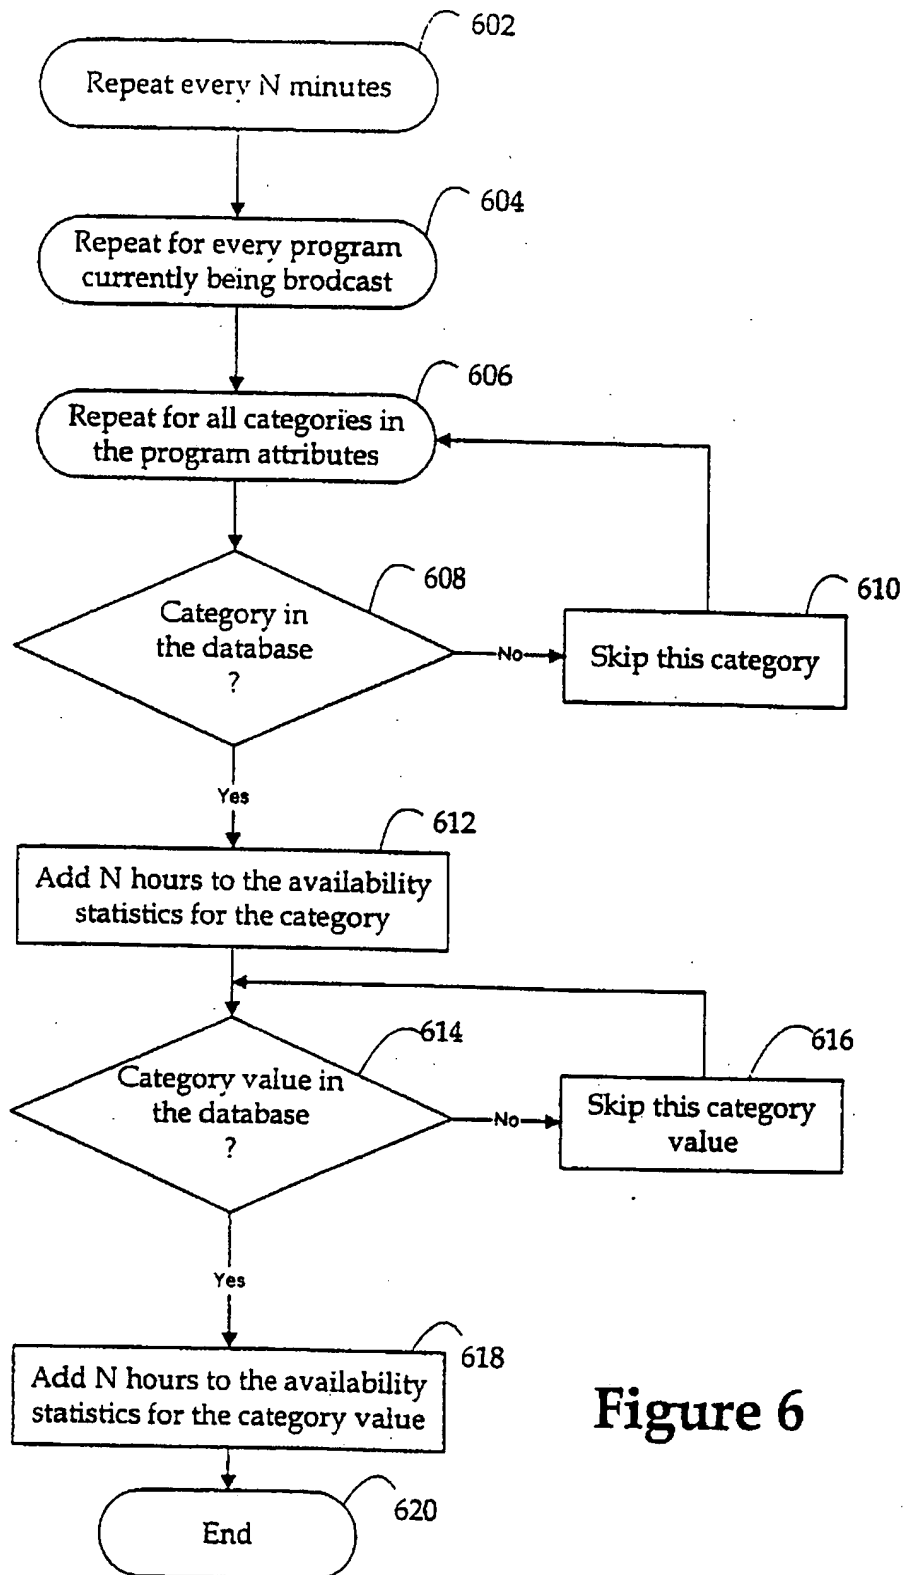 602
Repeat every N minutes
604
Repeat for every program
currently being brodcast
606
Repeat for all categories in
the program attributes
608
Category in
the database
?
No
610
Skip this category
Yes
612
Add N hours to the availability
statistics for the category
614
Category value in
the database
?
No
616
Skip this category
value
Yes
618
Add N hours to the availability
statistics for the category value
Figure 6
620
End